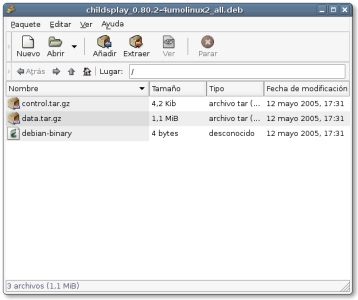 childsplay_0.80.2-4umolinux2_all.deb
Paquete Editar Ver Ayuda
Nuevo Abrir Añadir Extraer Ver Parar
Atrás Lugar: /
Nombre Tamaño Tipo Fecha de modificación
control.tar.gz 4,2 Kib archivo tar (... 12 mayo 2005, 17:31
data.tar.gz 1,1 MiB archivo tar (... 12 mayo 2005, 17:31
debian-binary 4 bytes desconocido 12 mayo 2005, 17:31
3 archivos (1,1 MiB)